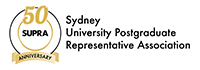 50
SUPRA
ANNIVERSARY
Sydney
University Postgraduate
Representative Association